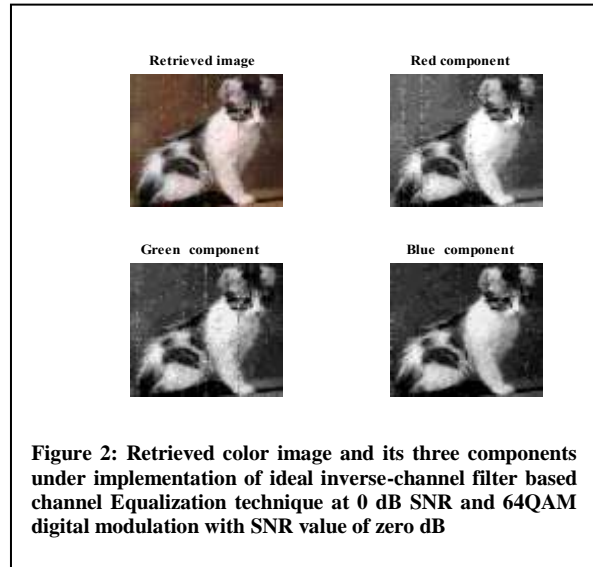 Retrieved image
Red component
Green component
Blue component
Figure 2: Retrieved color image and its three components
under implementation of ideal inverse-channel filter based
channel Equalization technique at 0 dB SNR and 64QAM
digital modulation with SNR value of zero dB